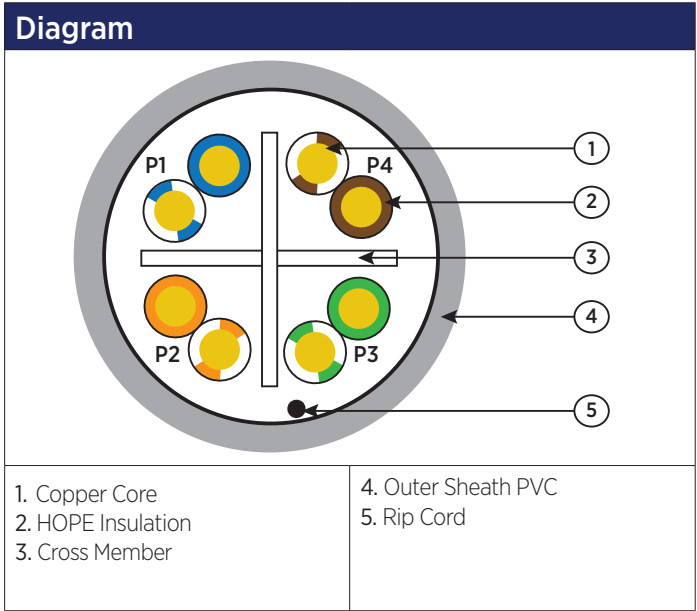 Diagram
P1
P4
1
2
3
4
P2
P3
5
1. Copper Core
2. HOPE Insulation
3. Cross Member
4. Outer Sheath PVC
5. Rip Cord